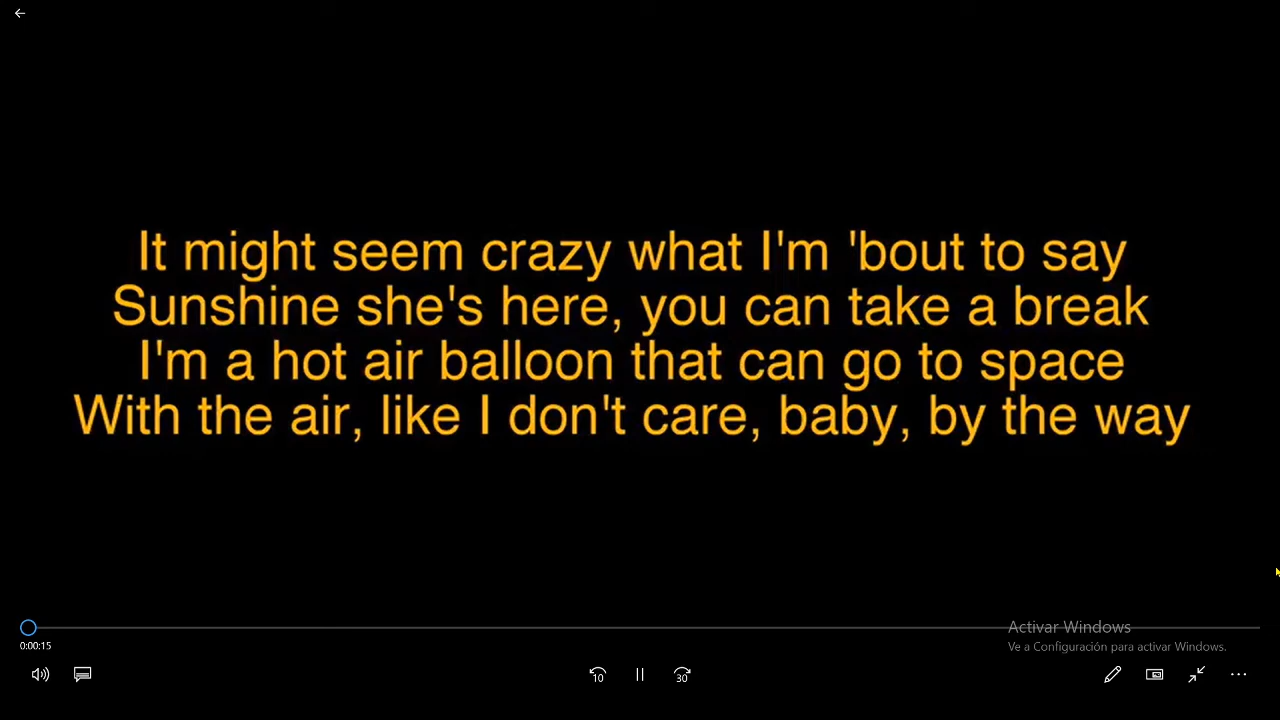 It might seem crazy what I'm 'bout to say
Sunshine she's here, you can take a break
I'm a hot air balloon that can go to space
With the air, like I don't care, baby, by the way
Activar Windows
0:00:15
Ve a Configuración para activar Windows.
10
30